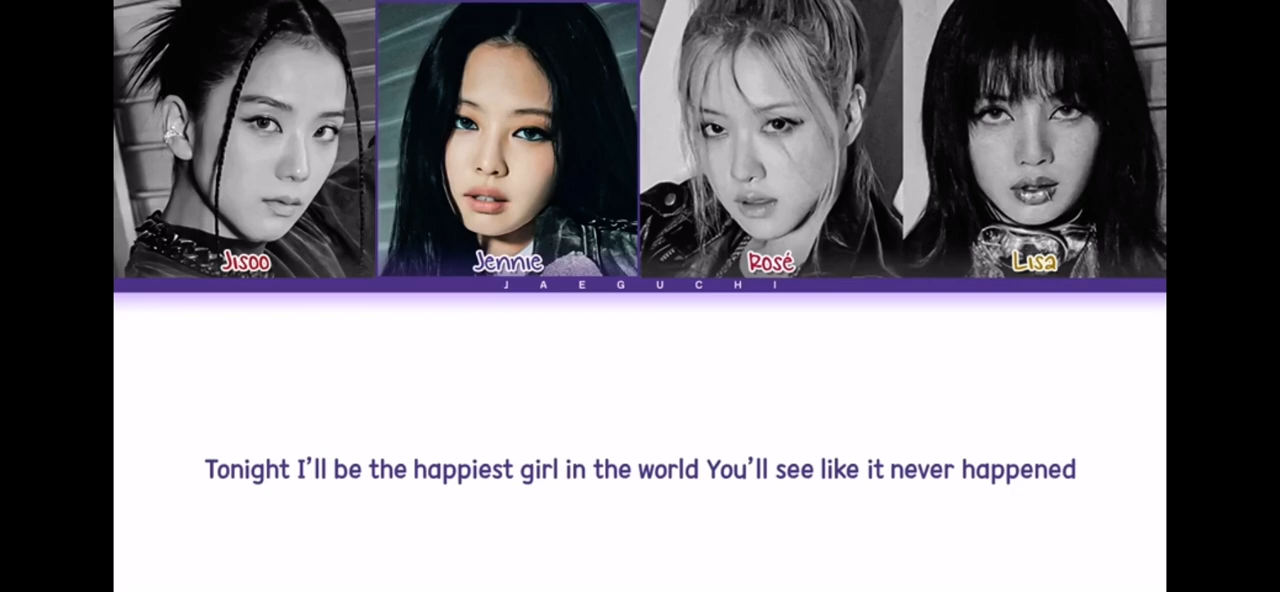 Jisoo Jennie Rosé Lisa
JAEGUCHI
Tonight I'll be the happiest girl in the world You'll see like it never happened